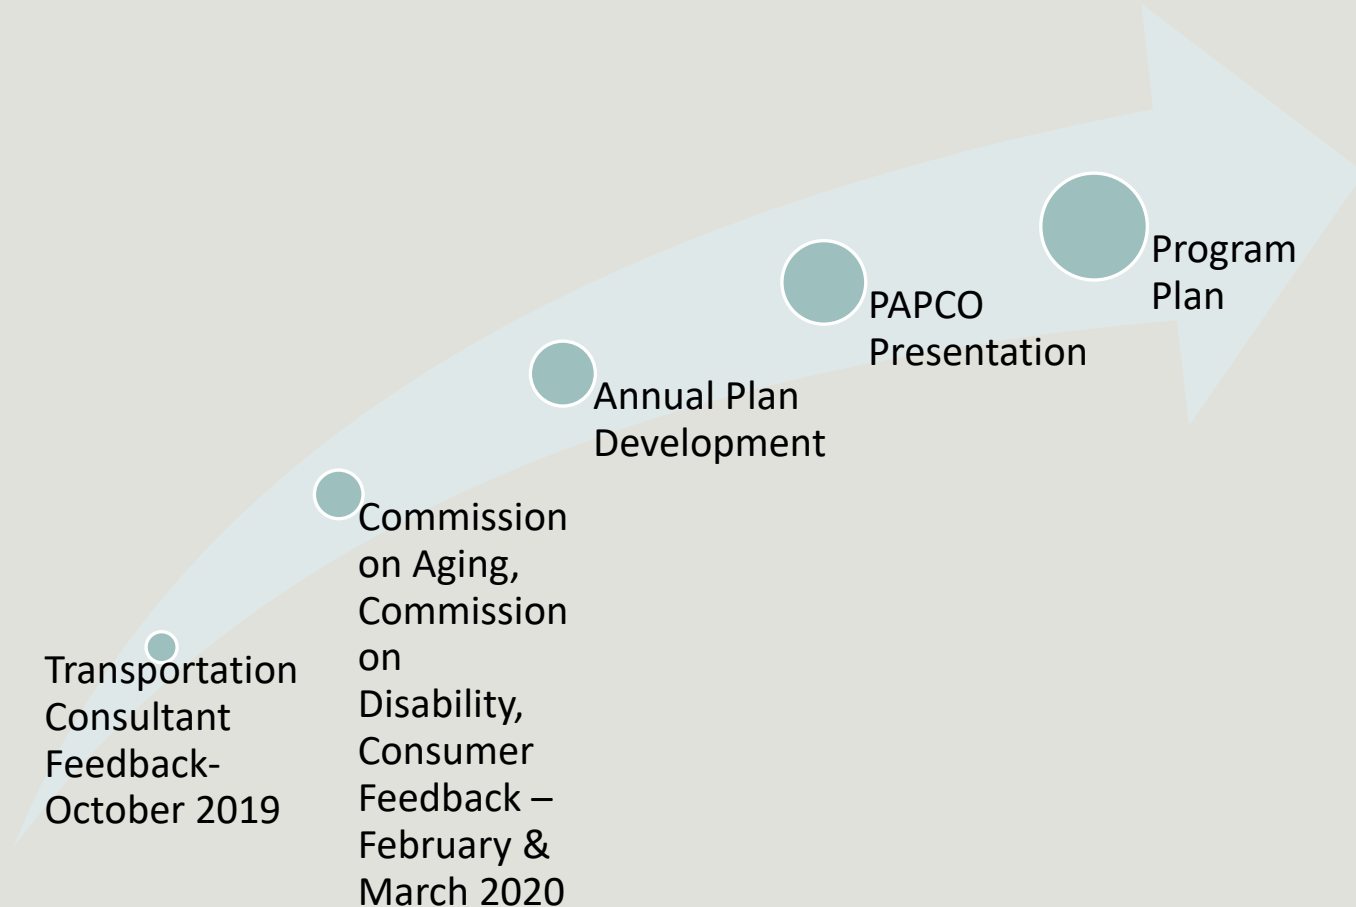 Transportation
Consultant
Feedback-
October 2019
Commission
on Aging,
Commission
on
Disability,
Consumer
Feedback –
February &
March 2020
Annual Plan
Development
PAPCO
Presentation
Program
Plan